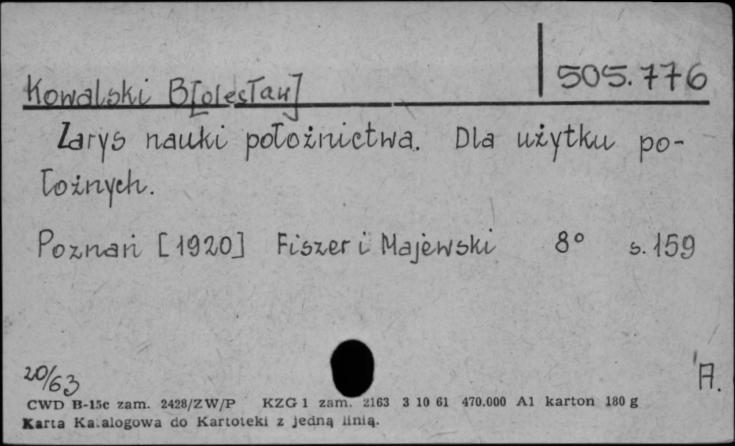 505.776
Kowalski B[olesław]
Zarys nauki położnictwa. Dla użytku po-
łożnych.
Poznań [1920] Fiszer i Majewski 8° s. 159
20/63
A.
CWD B-15c zam. 2428/ZW/P KZG 1 zam. 2163 3 10 61 470.000 A1 karton 180 g
Karta Katalogowa do Kartoteki z jedną linią.